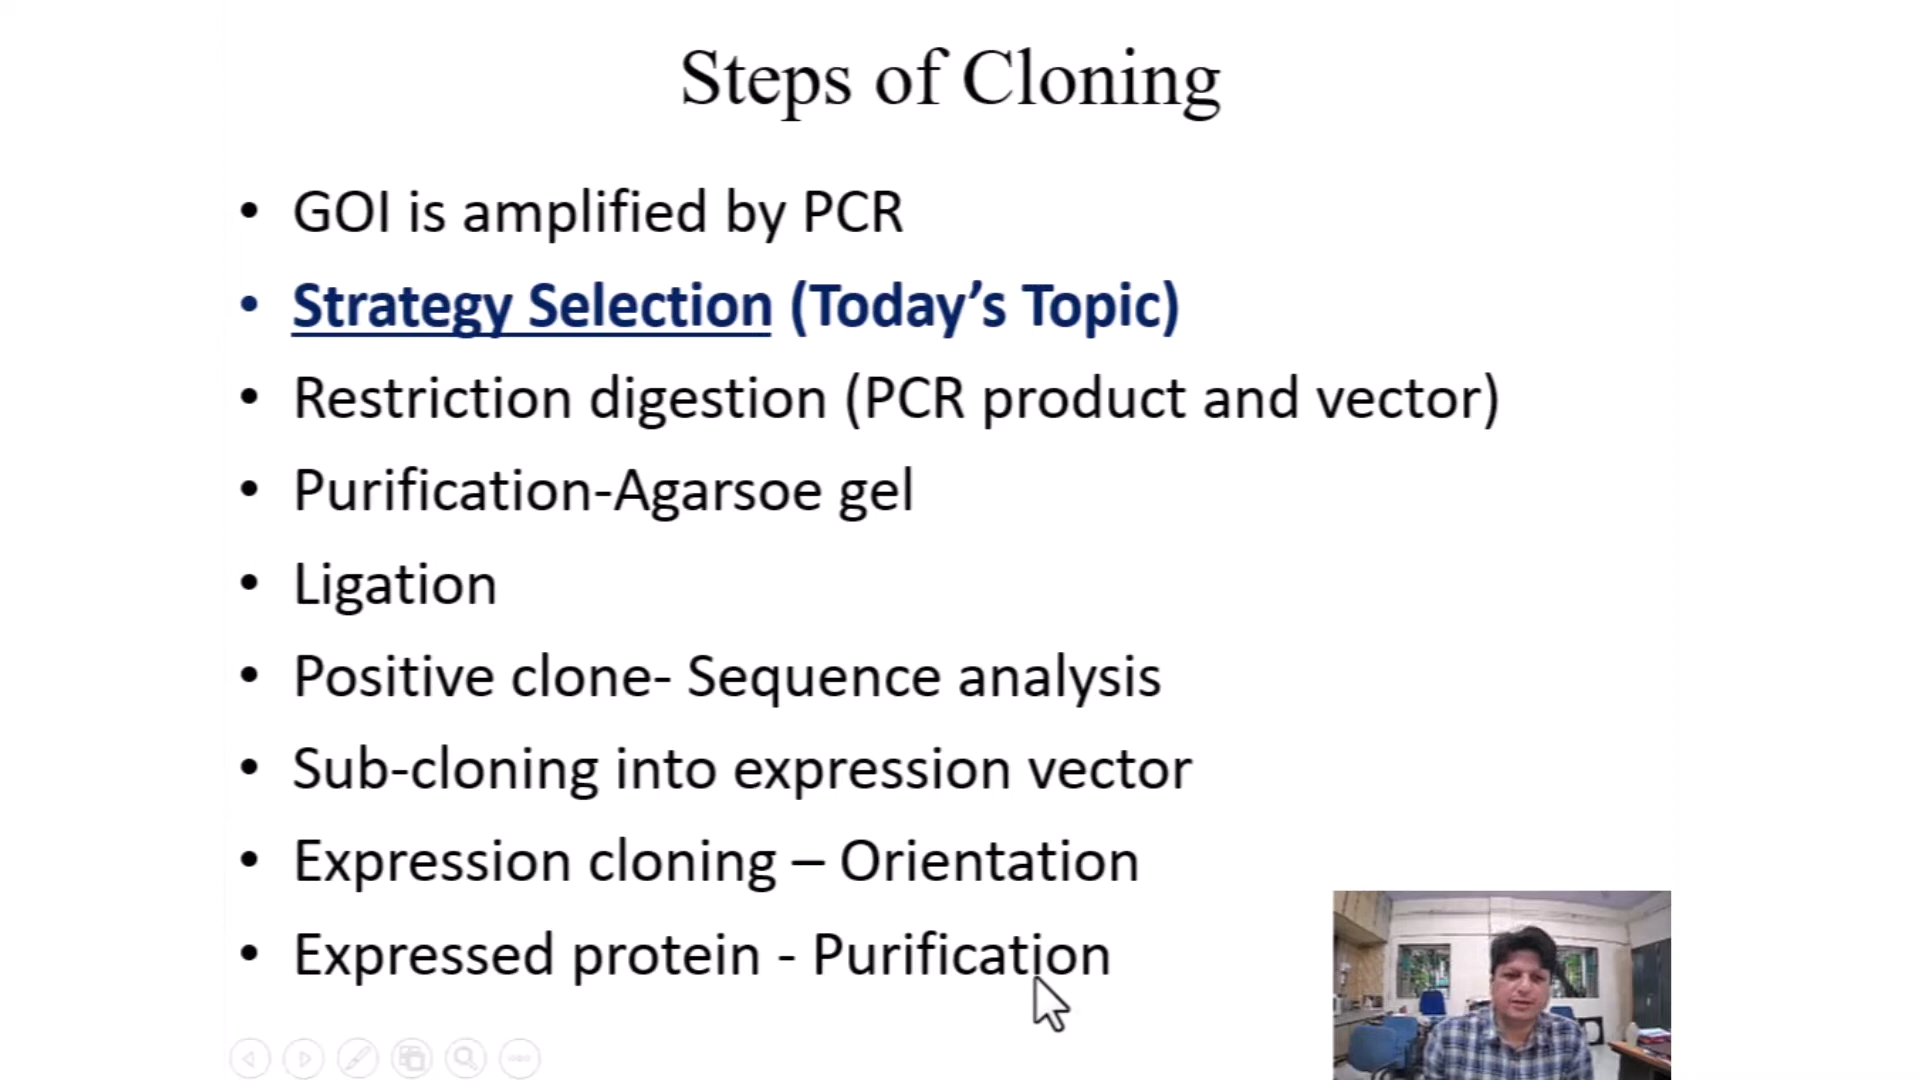 Steps of Cloning
• GOI is amplified by PCR
• Strategy Selection (Today’s Topic)
• Restriction digestion (PCR product and vector)
• Purification-Agarsoe gel
• Ligation
• Positive clone- Sequence analysis
• Sub-cloning into expression vector
• Expression cloning – Orientation
• Expressed protein - Purification